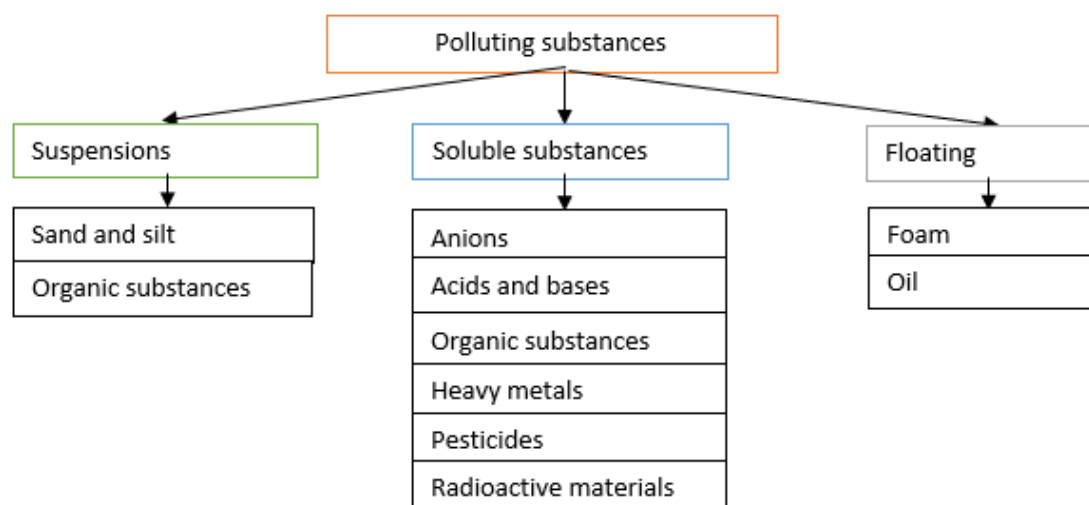 Polluting substances
Suspensions
Soluble substances
Floating
Sand and silt
Organic substances
Anions
Acids and bases
Organic substances
Heavy metals
Pesticides
Radioactive materials
Foam
Oil